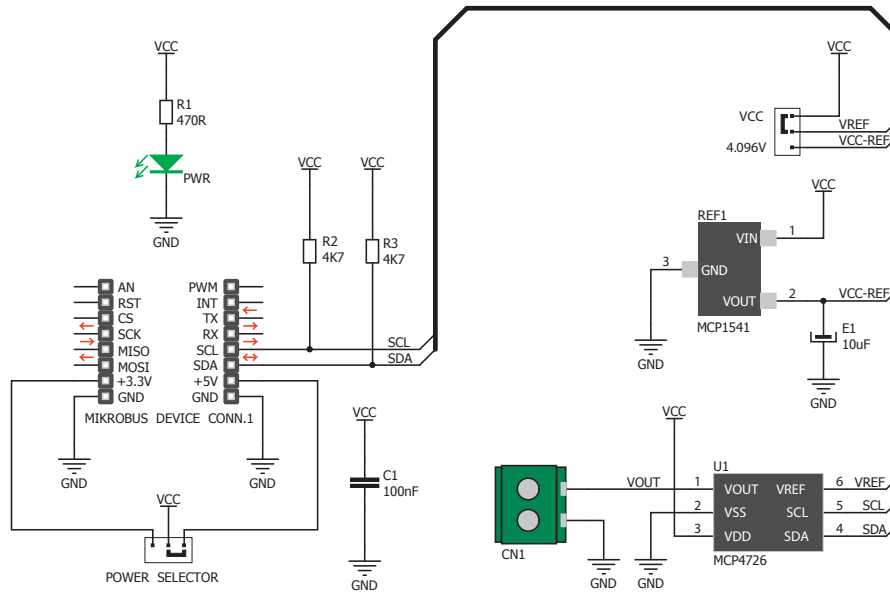 VCC
R1
470R
PWR
GND
VCC
VCC
R2
4K7
R3
4K7
AN
RST
CS
SCK
MISO
MOSI
+3.3V
GND
PWM
INT
TX
RX
SCL
SDA
+5V
GND
SCL
SDA
MIKROBUS DEVICE CONN.1
GND
GND
VCC
POWER SELECTOR
VCC
C1
100nF
GND
VCC
VCC
4.096V
VREF
VCC-REF
VCC
REF1
VIN
1
3
GND
VOUT
2
VCC-REF
MCP1541
GND
E1
10uF
GND
VCC
U1
VOUT
1
VOUT
VREF
6
VREF
2
VSS
SCL
5
SCL
3
VDD
SDA
4
SDA
MCP4726
CN1
GND
GND